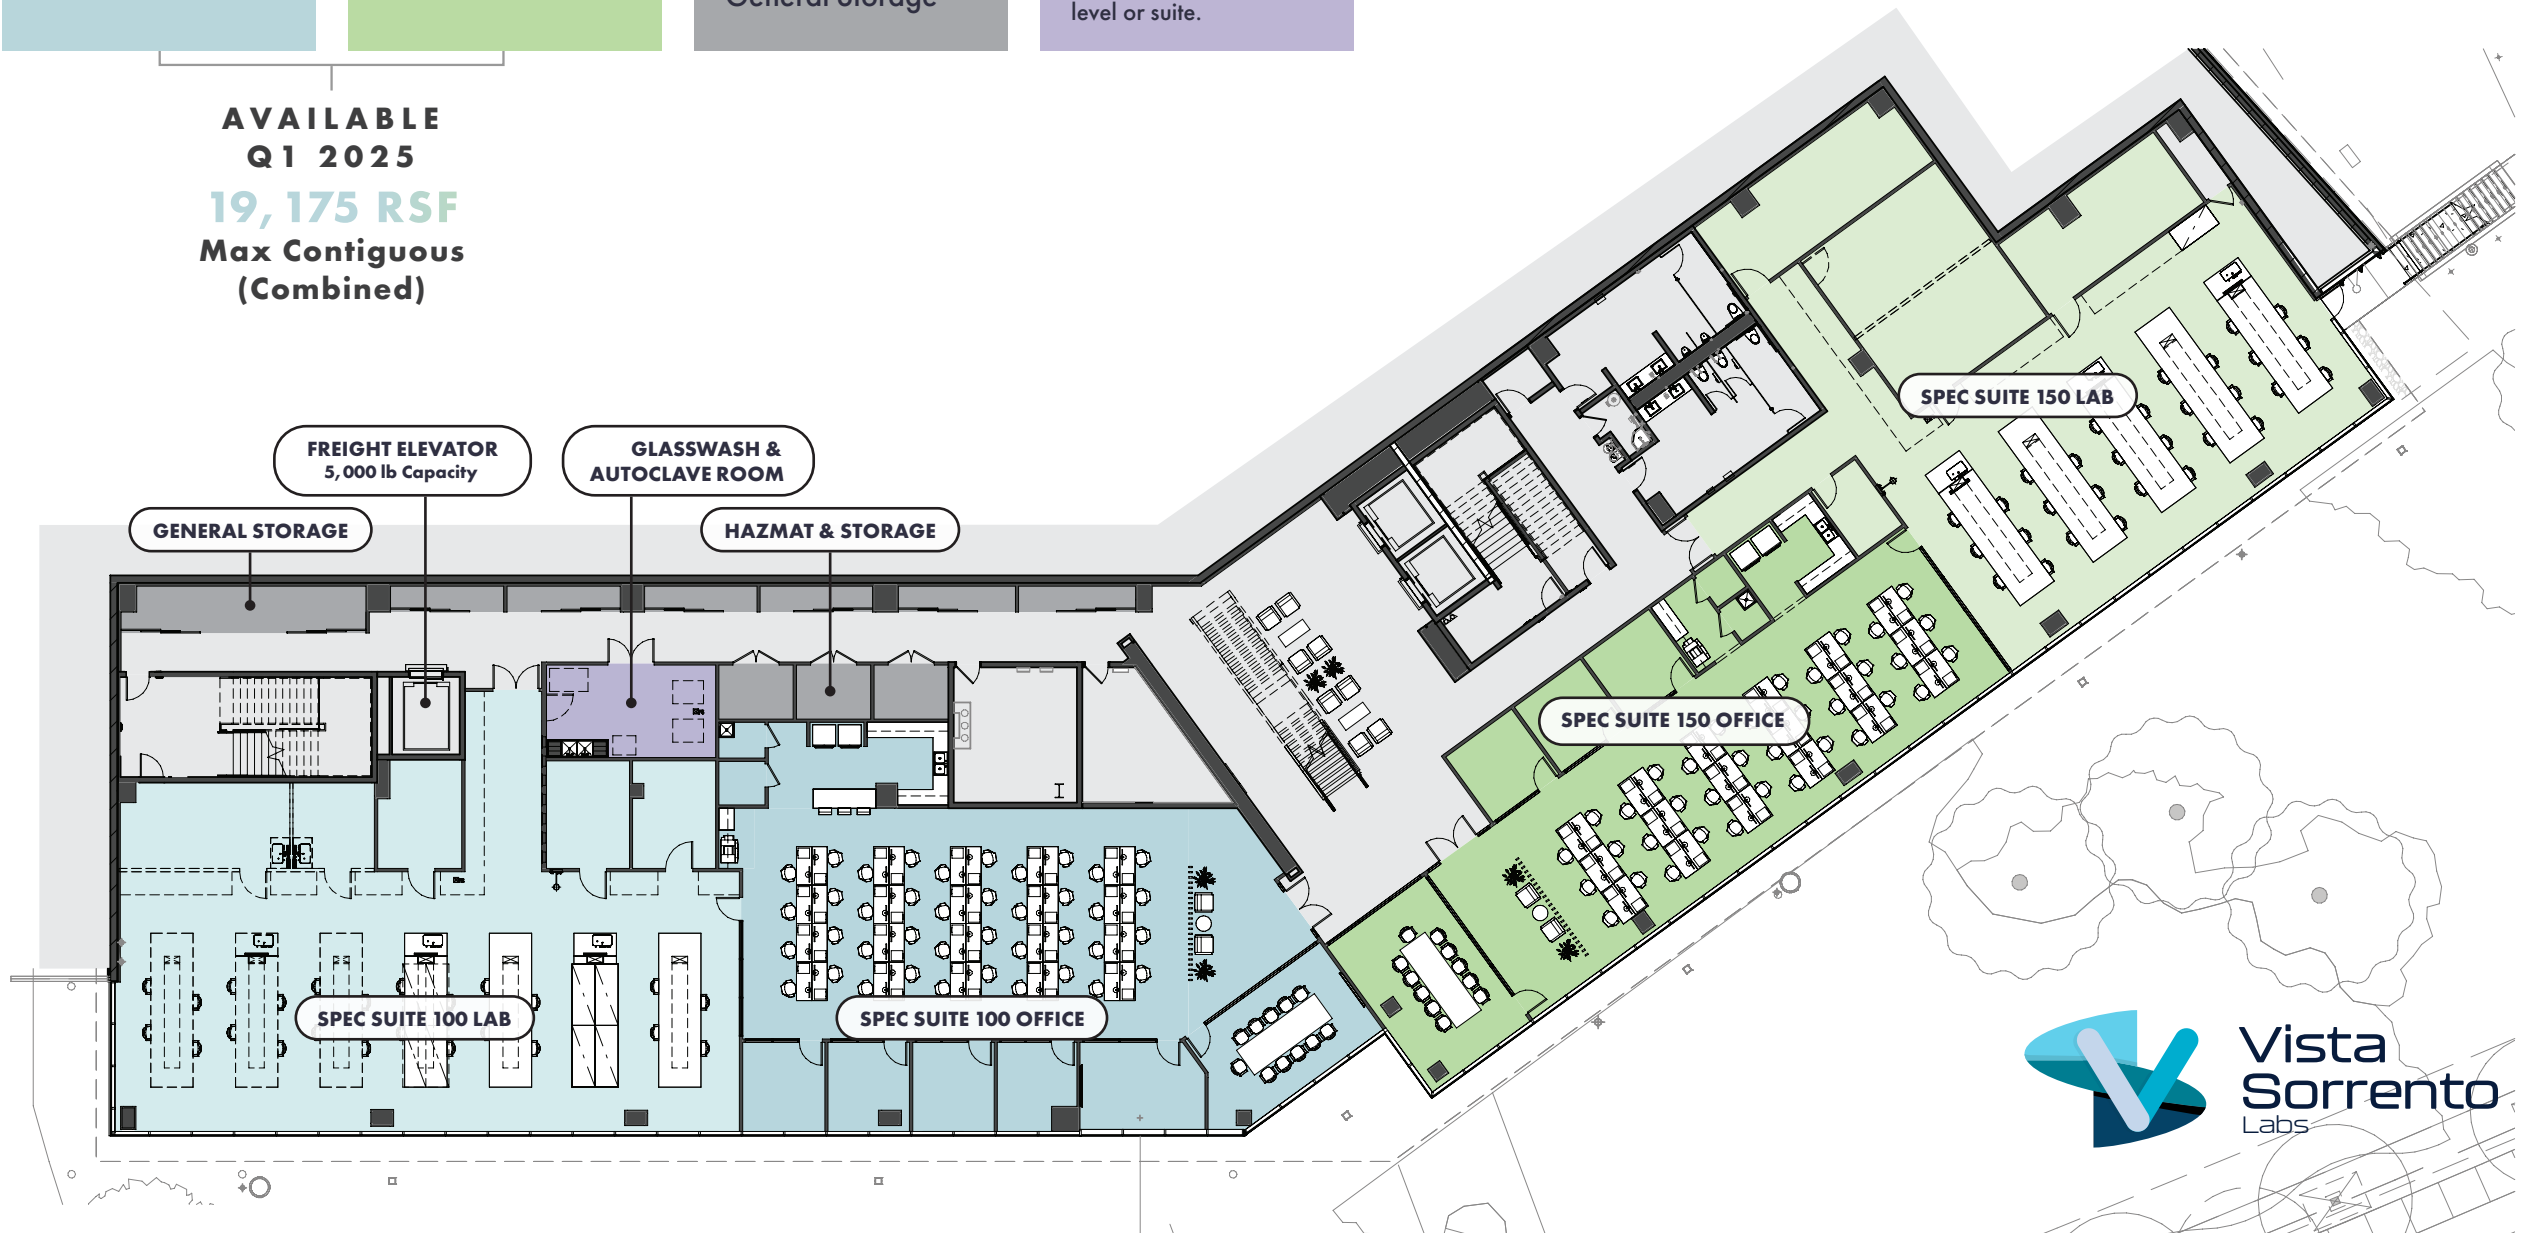 General Storage
level or suite.
AVAILABLE
Q1 2025
19,175 RSF
Max Contiguous
(Combined)
FREIGHT ELEVATOR
5,000 lb Capacity
GLASSWASH &
AUTOCLAVE ROOM
GENERAL STORAGE
HAZMAT & STORAGE
SPEC SUITE 150 LAB
SPEC SUITE 150 OFFICE
SPEC SUITE 100 LAB
SPEC SUITE 100 OFFICE
Vista
Sorrento
Labs